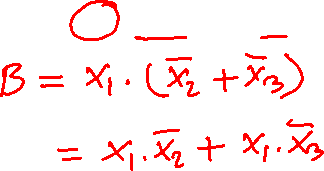 B = x₁ · (x̅₂ + x̅₃)
= x₁ · x̅₂ + x₁ · x̅₃